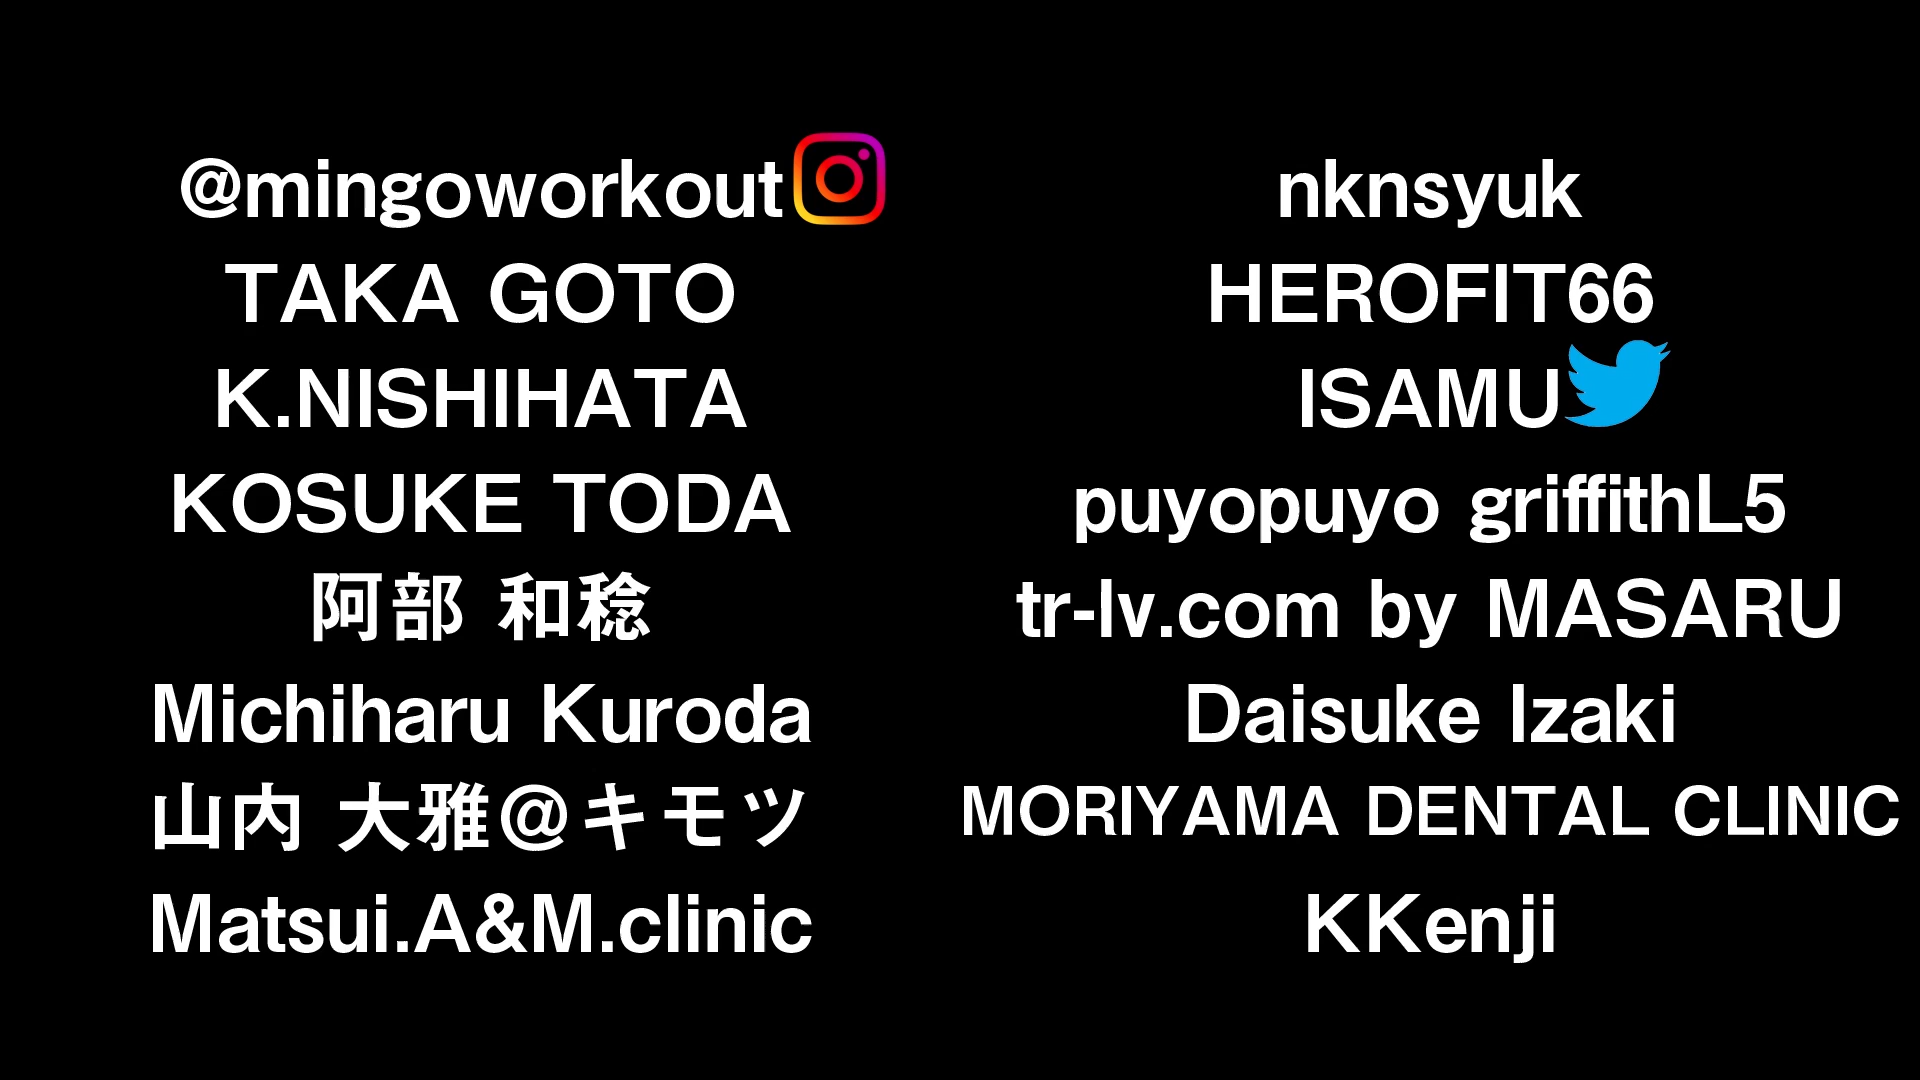 @mingoworkout
TAKA GOTO
K.NISHIHATA
KOSUKE TODA
阿部 和稔
Michiharu Kuroda
山内 大雅@キモツ
Matsui.A&M.clinic
nknsyuk
HEROFIT66
ISAMU
puyopuyo griffithL5
tr-lv.com by MASARU
Daisuke Izaki
MORIYAMA DENTAL CLINIC
KKenji